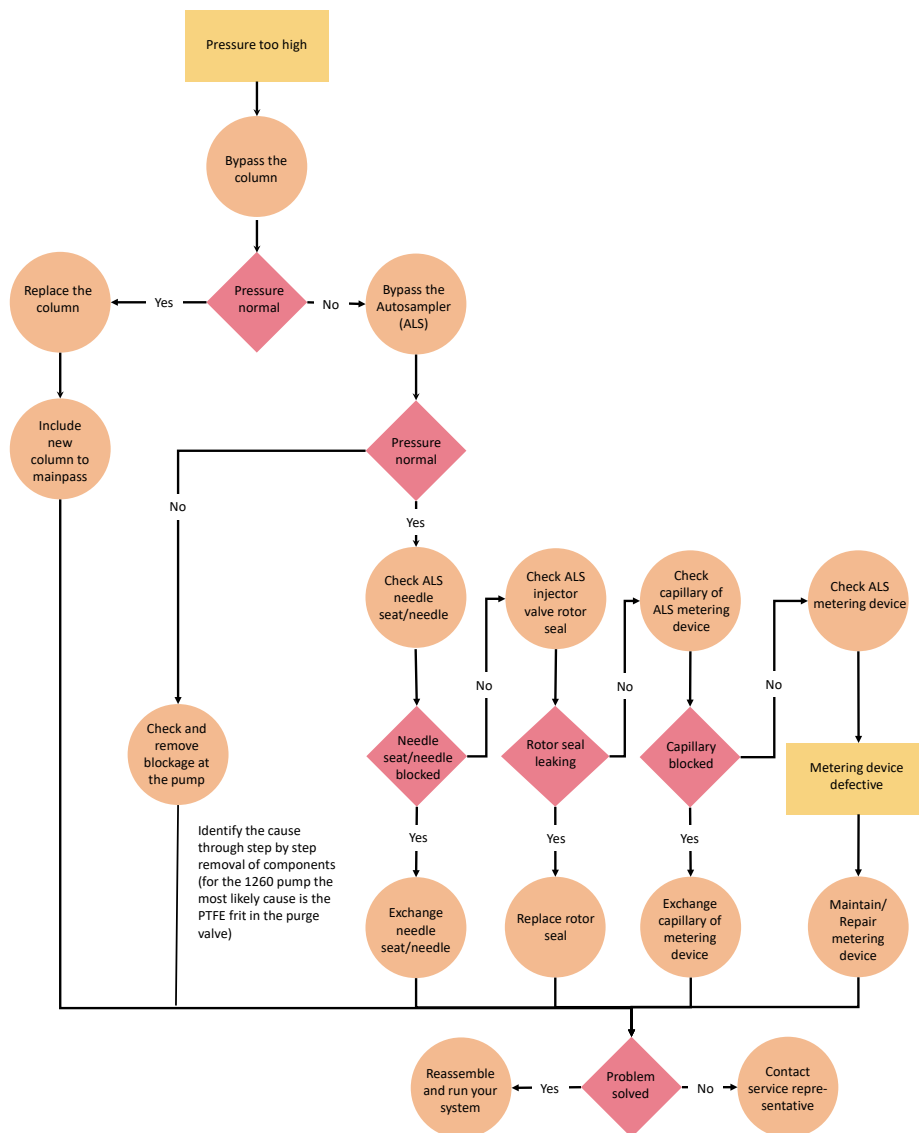 Pressure too high
Bypass the
column
Pressure
normal
Yes
No
Replace the
column
Bypass the
Autosampler
(ALS)
Include
new
column to
mainpass
Pressure
normal
No
Yes
Check ALS
needle
seat/needle
Check ALS
injector
valve rotor
seal
Check
capillary of
ALS metering
device
Check ALS
metering device
No
No
No
Check and
remove
blockage at
the pump
Needle
seat/needle
blocked
Rotor seal
leaking
Capillary
blocked
Metering device
defective
Identify the cause
through step by step
removal of components
(for the 1260 pump the
most likely cause is the
PTFE frit in the purge
valve)
Yes
Yes
Yes
Exchange
needle
seat/needle
Replace rotor
seal
Exchange
capillary of
metering
device
Maintain/
Repair
metering
device
Reassemble
and run your
system
Yes
Problem
solved
No
Contact
service repre-
sentative